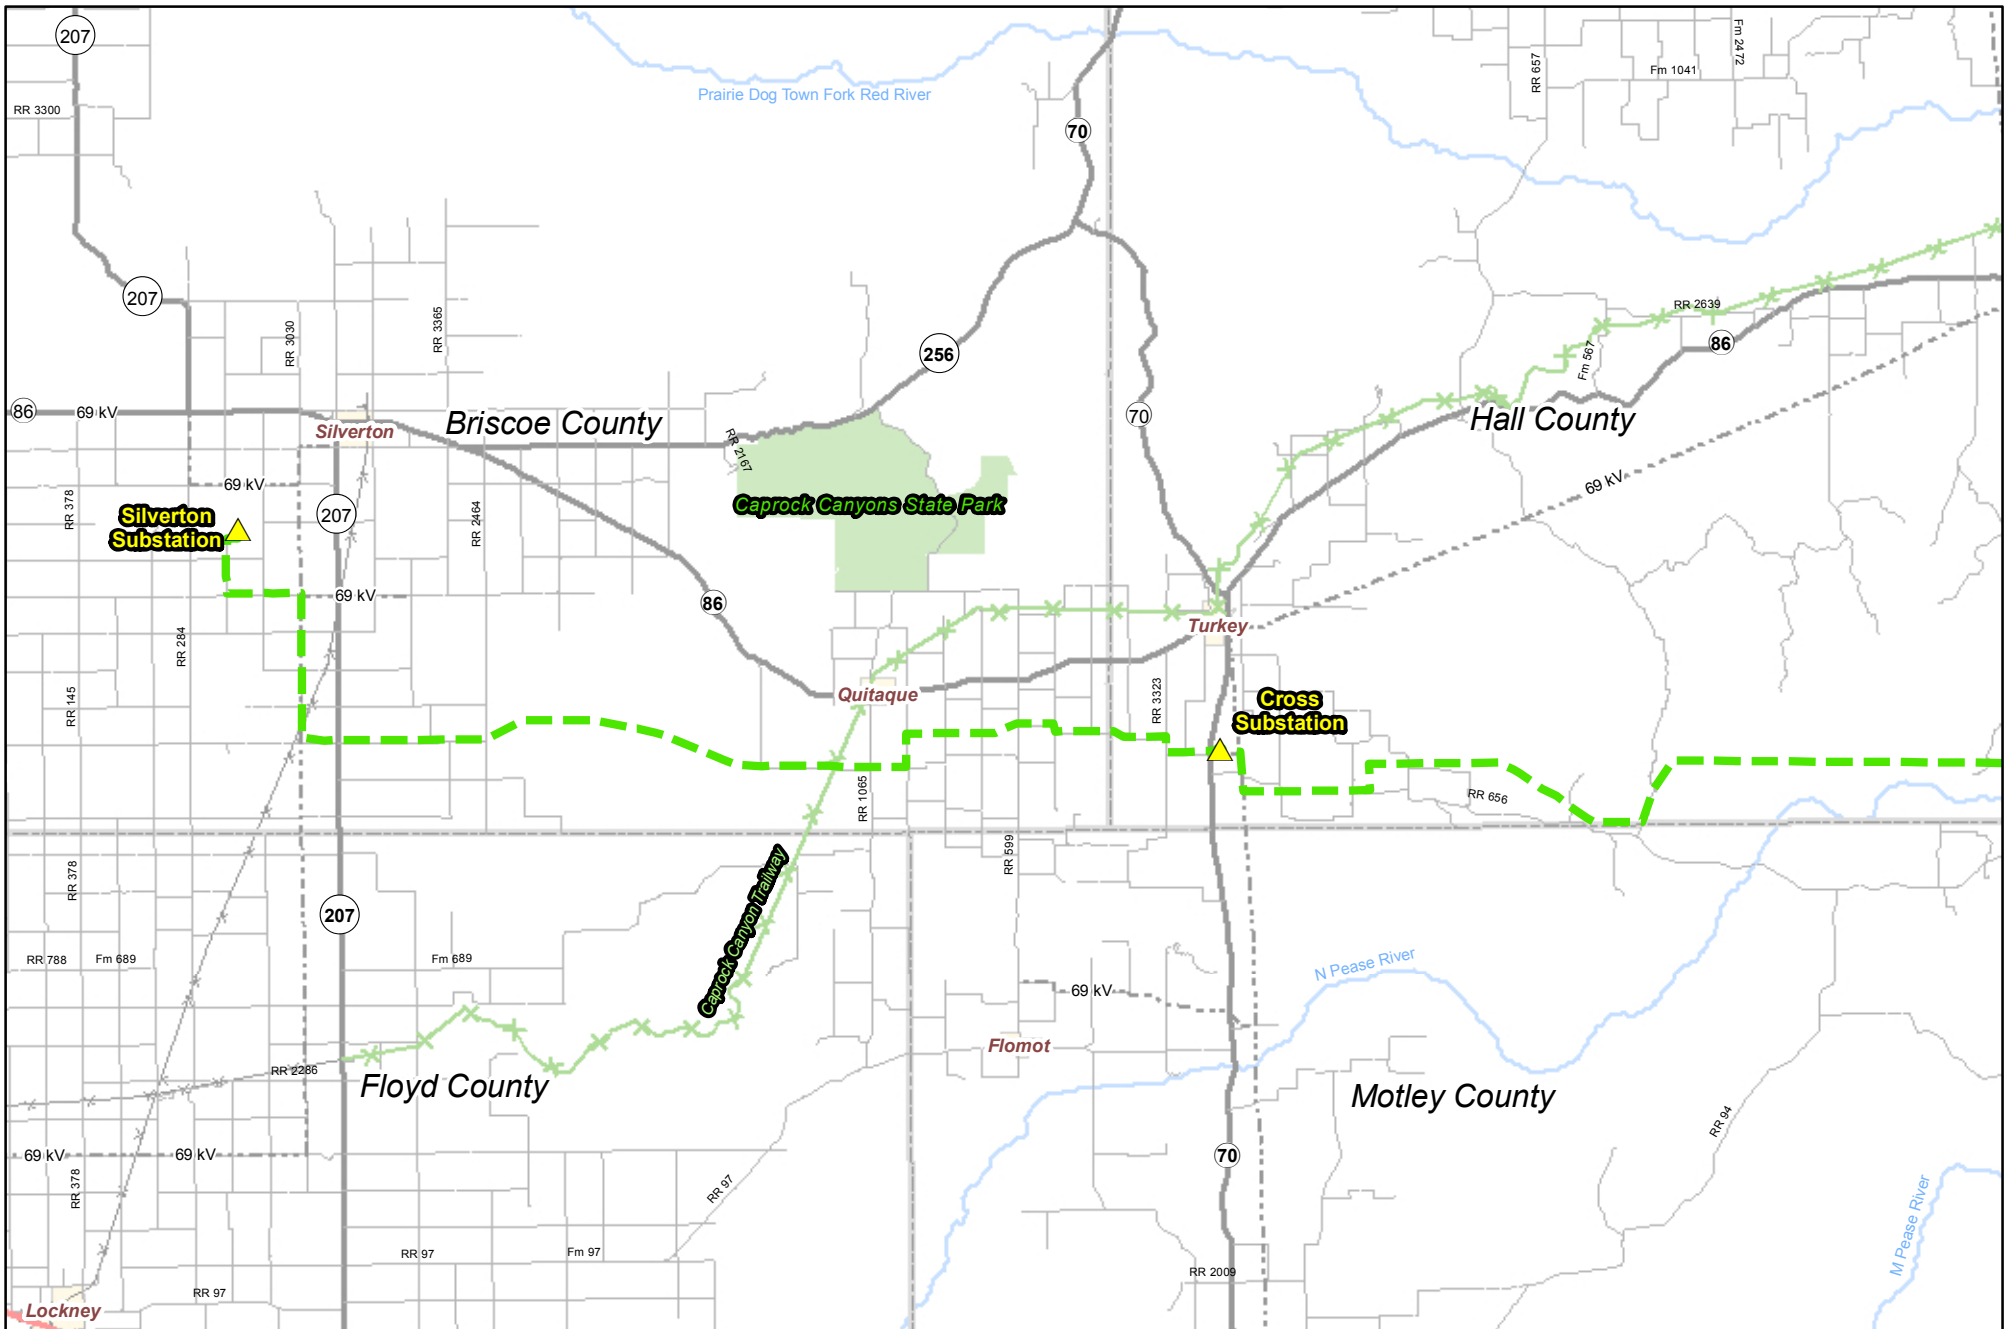 207
Fm 2472
RR 657
Fm 1041
Prairie Dog Town Fork Red River
RR 3300
70
207
RR 2639
RR 3030
RR 3365
256
86
Fm 567
86
69 kV
Briscoe County
70
Hall County
Silverton
RR 2167
69 kV
69 kV
RR 378
Caprock Canyons State Park
Silverton
Substation
207
RR 2464
69 kV
86
Turkey
RR 284
Quitaque
RR 145
RR 3323
Cross
Substation
RR 1065
RR 656
RR 599
RR 378
Caprock Canyon Trailway
207
RR 788
Fm 689
Fm 689
N Pease River
69 kV
Flomot
RR 2286
Floyd County
Motley County
RR 94
69 kV
69 kV
70
RR 378
RR 97
M Pease River
RR 97
Fm 97
RR 2009
RR 97
Lockney